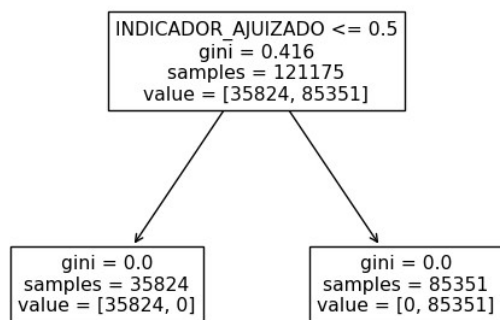 INDICADOR_AJUIZADO <= 0.5
gini = 0.416
samples = 121175
value = [35824, 85351]
gini = 0.0
samples = 35824
value = [35824, 0]
gini = 0.0
samples = 85351
value = [0, 85351]